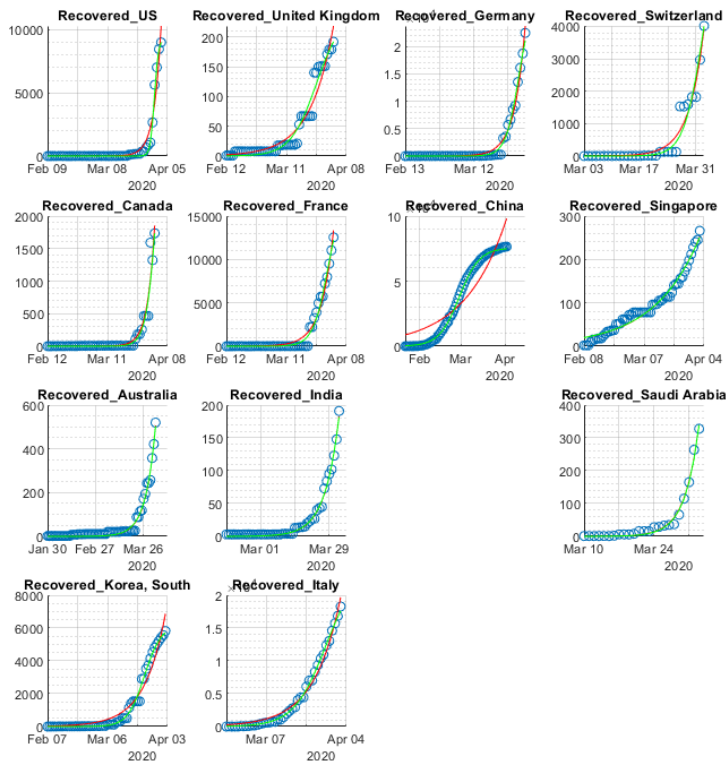 Recovered_US
10000
5000
0
Feb 09 Mar 08 Apr 05
2020
Recovered_United Kingdom
200
150
100
50
0
Feb 12 Mar 11 Apr 08
2020
Recovered_Germany
2
1.5
1
0.5
0
Feb 13 Mar 12
2020
Recovered_Switzerland
4000
3000
2000
1000
0
Mar 03 Mar 17 Mar 31
2020
Recovered_Canada
2000
1500
1000
500
0
Feb 12 Mar 11 Apr 08
2020
Recovered_France
15000
10000
5000
0
Feb 12 Mar 11 Apr 08
2020
Recovered_China
10
5
0
Feb Mar Apr
2020
Recovered_Singapore
300
200
100
0
Feb 08 Mar 07 Apr 04
2020
Recovered_Australia
600
400
200
0
Jan 30 Feb 27 Mar 26
2020
Recovered_India
200
150
100
50
0
Mar 01 Mar 29
2020
Recovered_Saudi Arabia
400
300
200
100
0
Mar 10 Mar 24
2020
Recovered_Korea, South
8000
6000
4000
2000
0
Feb 07 Mar 06 Apr 03
2020
Recovered_Italy
2
1.5
1
0.5
0
Mar 07 Apr 04
2020